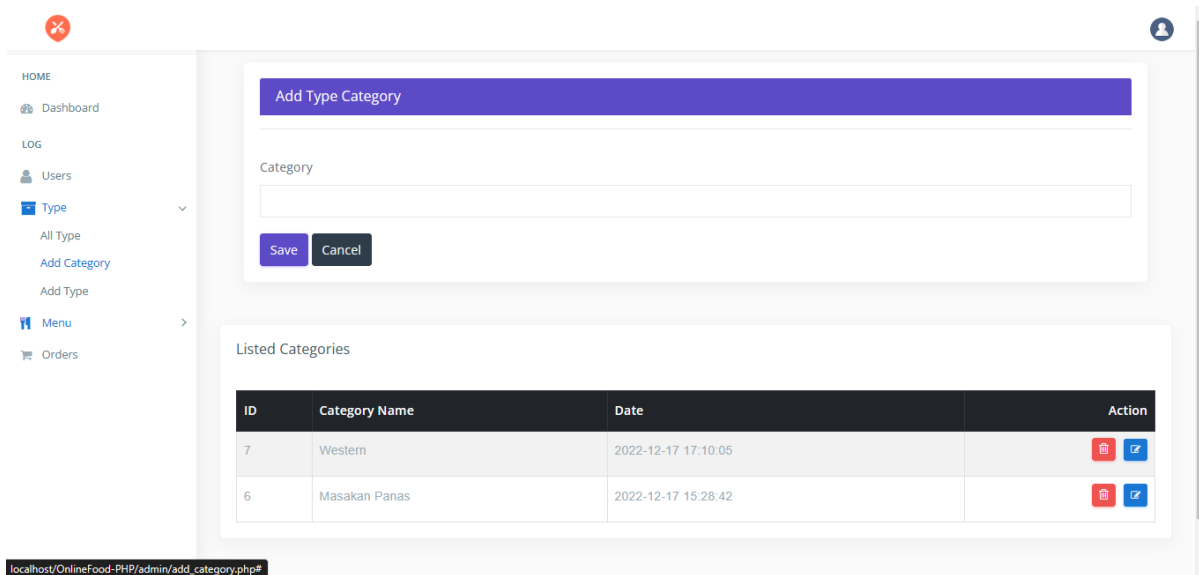 HOME
Dashboard
LOG
Users
Type
All Type
Add Category
Add Type
Menu
Orders
Add Type Category
Category
Save Cancel
Listed Categories
ID Category Name Date Action
7 Western 2022-12-17 17:10:05
6 Masakan Panas 2022-12-17 15:28:42
localhost/OnlineFood-PHP/admin/add_category.php#